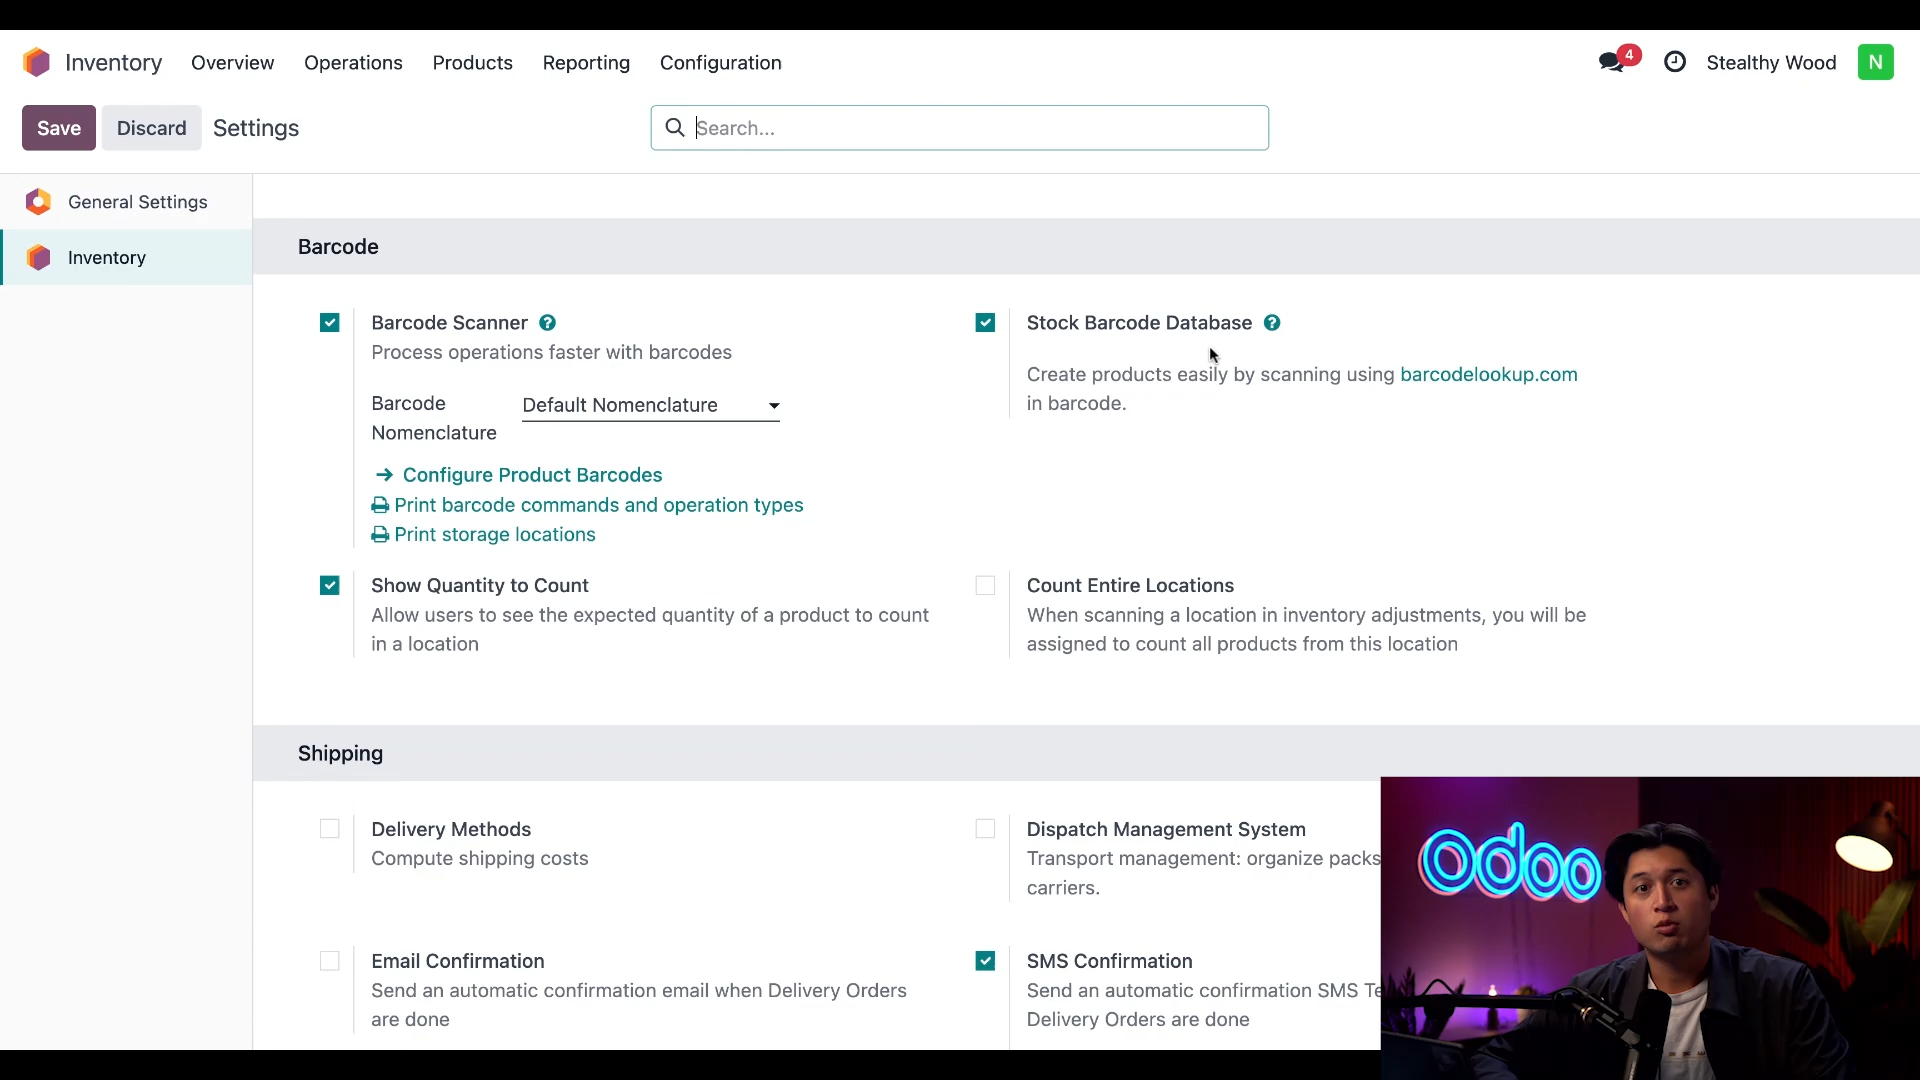 Inventory Overview Operations Products Reporting Configuration 4 Stealthy Wood N
Save Discard Settings Search...
General Settings
Inventory
Barcode
Barcode Scanner ?
Process operations faster with barcodes
Barcode
Nomenclature
Default Nomenclature
Configure Product Barcodes
Print barcode commands and operation types
Print storage locations
Stock Barcode Database ?
Create products easily by scanning using barcodelookup.com
in barcode.
Show Quantity to Count
Allow users to see the expected quantity of a product to count
in a location
Count Entire Locations
When scanning a location in inventory adjustments, you will be
assigned to count all products from this location
Shipping
Delivery Methods
Compute shipping costs
Dispatch Management System
Transport management: organize packs
carriers.
Email Confirmation
Send an automatic confirmation email when Delivery Orders
are done
SMS Confirmation
Send an automatic confirmation SMS Te
Delivery Orders are done
odoo